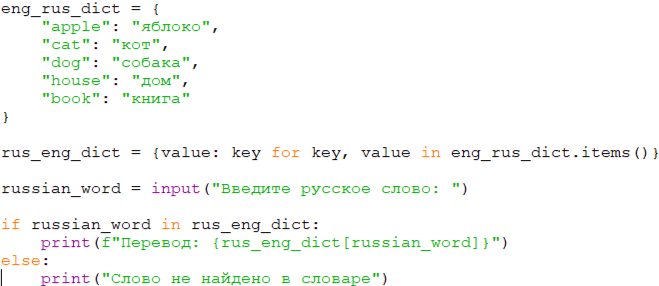 eng_rus_dict = {
    "apple": "яблоко",
    "cat": "кот",
    "dog": "собака",
    "house": "дом",
    "book": "книга"
}
rus_eng_dict = {value: key for key, value in eng_rus_dict.items()}
russian_word = input("Введите русское слово: ")
if russian_word in rus_eng_dict:
    print(f"Перевод: {rus_eng_dict[russian_word]}")
else:
    print("Слово не найдено в словаре")